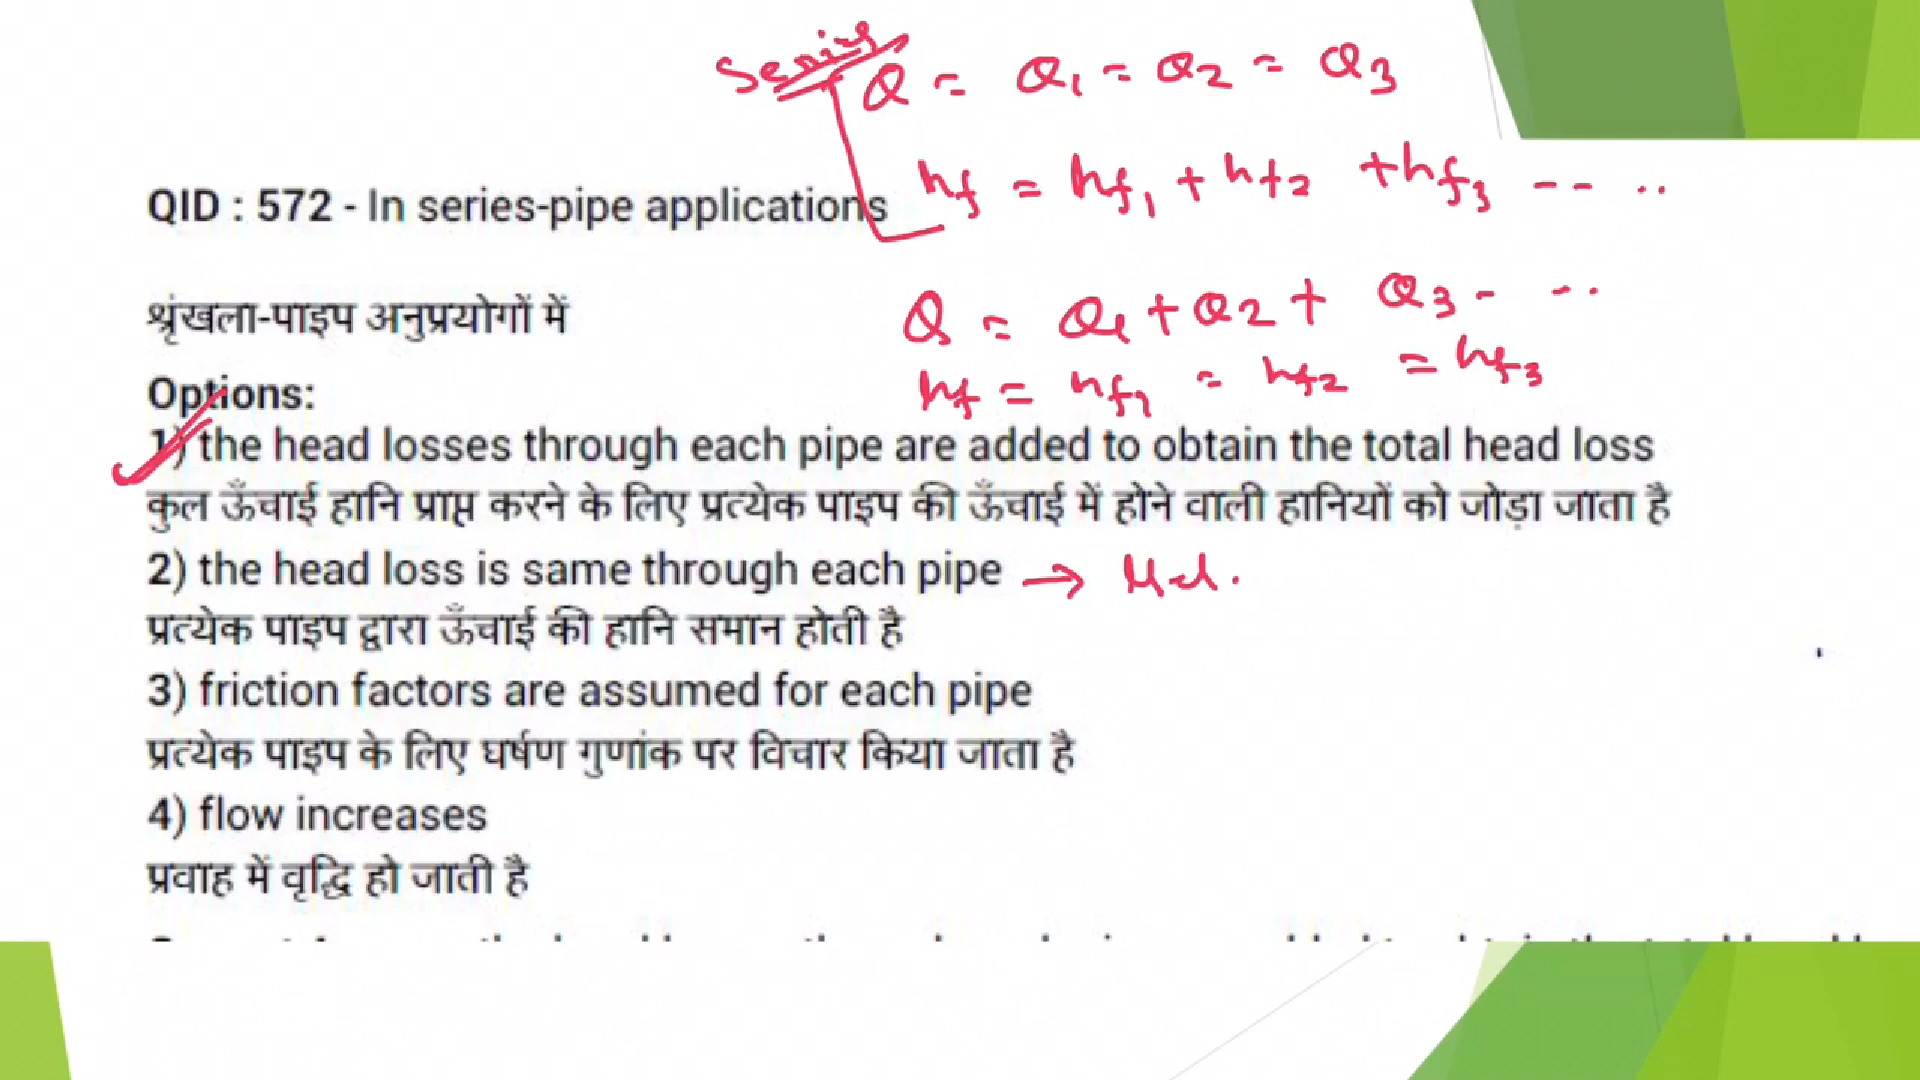 Series
Q = Q1 = Q2 = Q3
hf = hf1 + hf2 + hf3 -- ..
QID : 572 - In series-pipe applications
Q = Q1 + Q2 + Q3 - ...
श्रृंखला-पाइप अनुप्रयोगों में
hf = hf1 = hf2 = hf3
Options:
1) the head losses through each pipe are added to obtain the total head loss
कुल ऊँचाई हानि प्राप्त करने के लिए प्रत्येक पाइप की ऊँचाई में होने वाली हानियों को जोड़ा जाता है
2) the head loss is same through each pipe →
प्रत्येक पाइप द्वारा ऊँचाई की हानि समान होती है
3) friction factors are assumed for each pipe
प्रत्येक पाइप के लिए घर्षण गुणांक पर विचार किया जाता है
4) flow increases
प्रवाह में वृद्धि हो जाती है